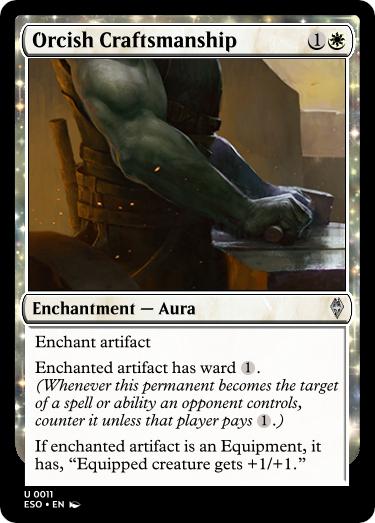 Orcish Craftsmanship 1
Enchantment — Aura
Enchant artifact
Enchanted artifact has ward 1.
(Whenever this permanent becomes the target
of a spell or ability an opponent controls,
counter it unless that player pays 1.)
If enchanted artifact is an Equipment, it
has, “Equipped creature gets +1/+1.”
U 0011
ESO • EN